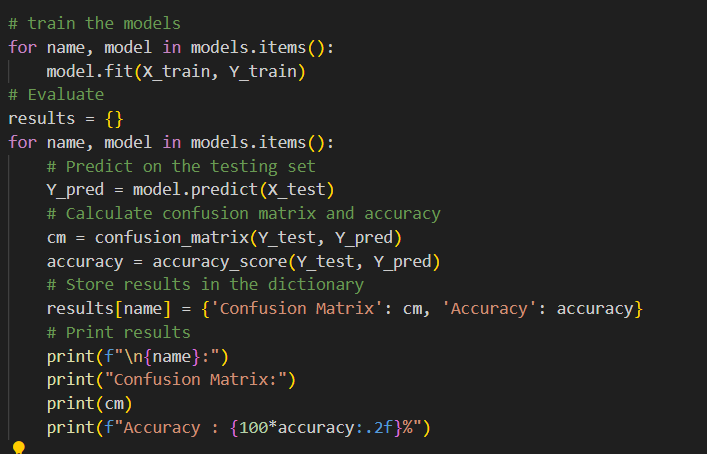 # train the models
for name, model in models.items():
    model.fit(X_train, Y_train)
# Evaluate
results = {}
for name, model in models.items():
    # Predict on the testing set
    Y_pred = model.predict(X_test)
    # Calculate confusion matrix and accuracy
    cm = confusion_matrix(Y_test, Y_pred)
    accuracy = accuracy_score(Y_test, Y_pred)
    # Store results in the dictionary
    results[name] = {'Confusion Matrix': cm, 'Accuracy': accuracy}
    # Print results
    print(f"\n{name}:")
    print("Confusion Matrix:")
    print(cm)
    print(f"Accuracy : {100*accuracy:.2f}%")